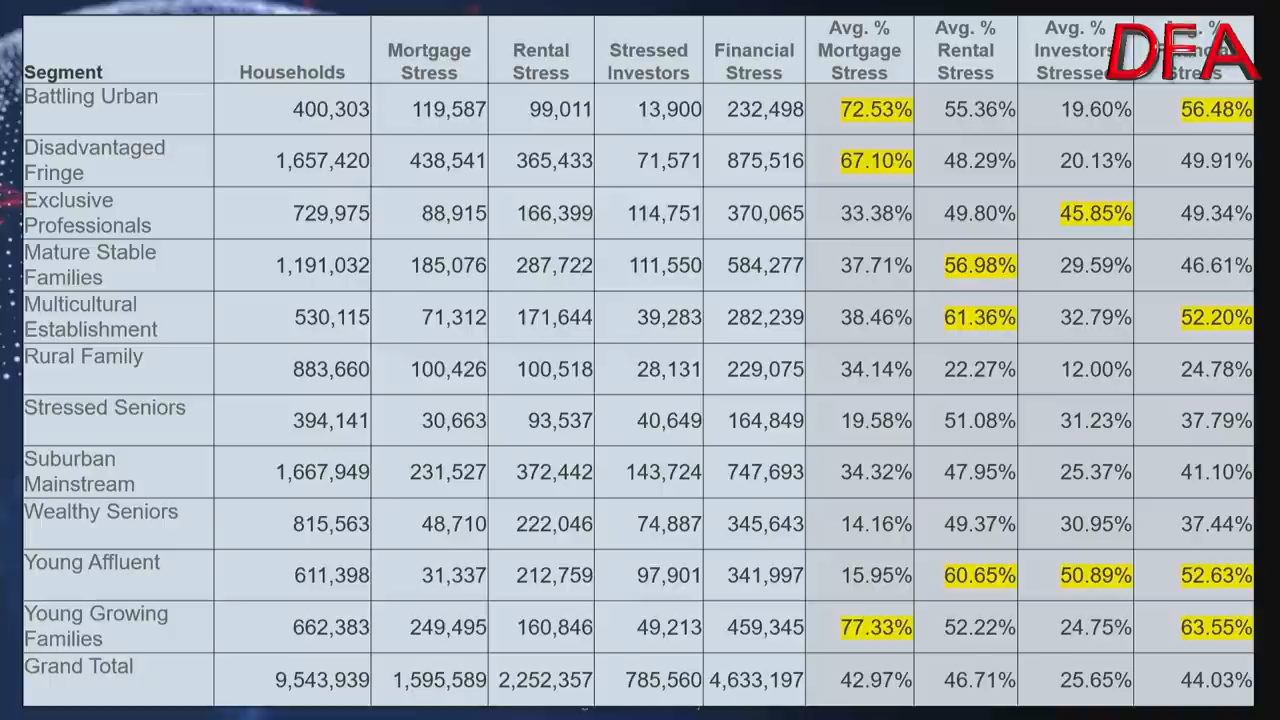 DFA
Segment Households Mortgage Stress Rental Stress Stressed Investors Financial Stress Avg. % Mortgage Stress Avg. % Rental Stress Avg. % Investors Stressed Avg. % Stress
Battling Urban 400,303 119,587 99,011 13,900 232,498 72.53% 55.36% 19.60% 56.48%
Disadvantaged Fringe 1,657,420 438,541 365,433 71,571 875,516 67.10% 48.29% 20.13% 49.91%
Exclusive Professionals 729,975 88,915 166,399 114,751 370,065 33.38% 49.80% 45.85% 49.34%
Mature Stable Families 1,191,032 185,076 287,722 111,550 584,277 37.71% 56.98% 29.59% 46.61%
Multicultural Establishment 530,115 71,312 171,644 39,283 282,239 38.46% 61.36% 32.79% 52.20%
Rural Family 883,660 100,426 100,518 28,131 229,075 34.14% 22.27% 12.00% 24.78%
Stressed Seniors 394,141 30,663 93,537 40,649 164,849 19.58% 51.08% 31.23% 37.79%
Suburban Mainstream 1,667,949 231,527 372,442 143,724 747,693 34.32% 47.95% 25.37% 41.10%
Wealthy Seniors 815,563 48,710 222,046 74,887 345,643 14.16% 49.37% 30.95% 37.44%
Young Affluent 611,398 31,337 212,759 97,901 341,997 15.95% 60.65% 50.89% 52.63%
Young Growing Families 662,383 249,495 160,846 49,213 459,345 77.33% 52.22% 24.75% 63.55%
Grand Total 9,543,939 1,595,589 2,252,357 785,560 4,633,197 42.97% 46.71% 25.65% 44.03%